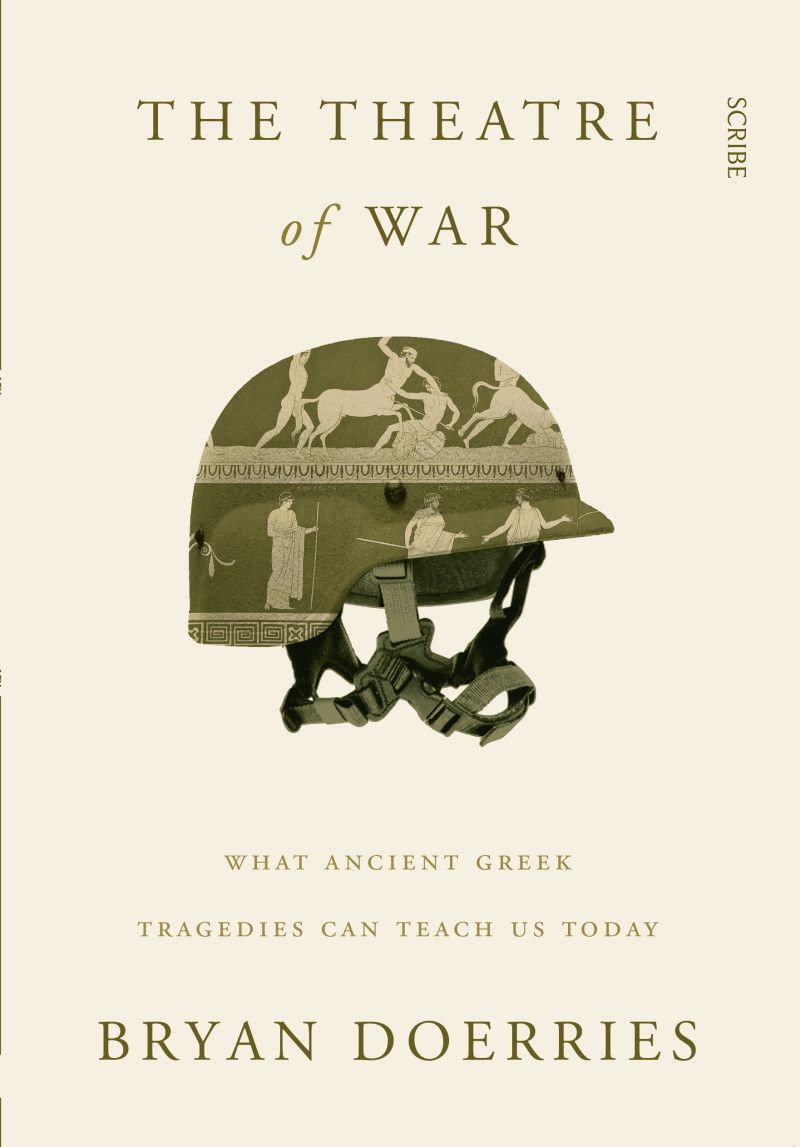 THE THEATRE
SCRIBE
of WAR
WHAT ANCIENT GREEK
TRAGEDIES CAN TEACH US TODAY
BRYAN DOERRIES